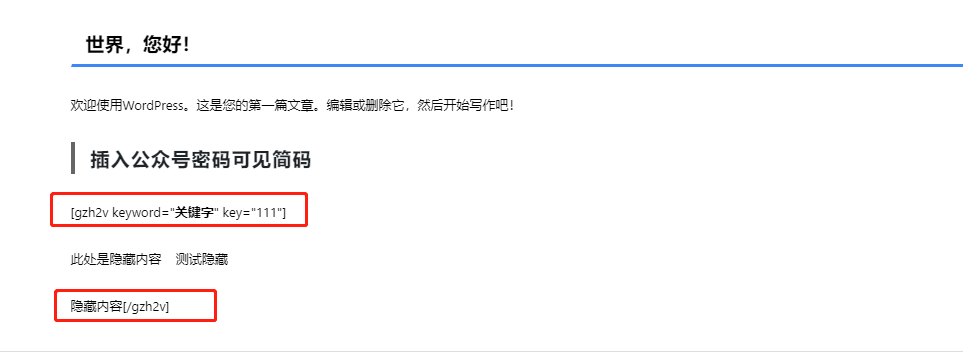 世界，您好！
欢迎使用WordPress。这是您的第一篇文章。编辑或删除它，然后开始写作吧！
插入公众号密码可见简码
[gzh2v keyword="关键字" key="111"]
此处是隐藏内容 测试隐藏
隐藏内容[/gzh2v]